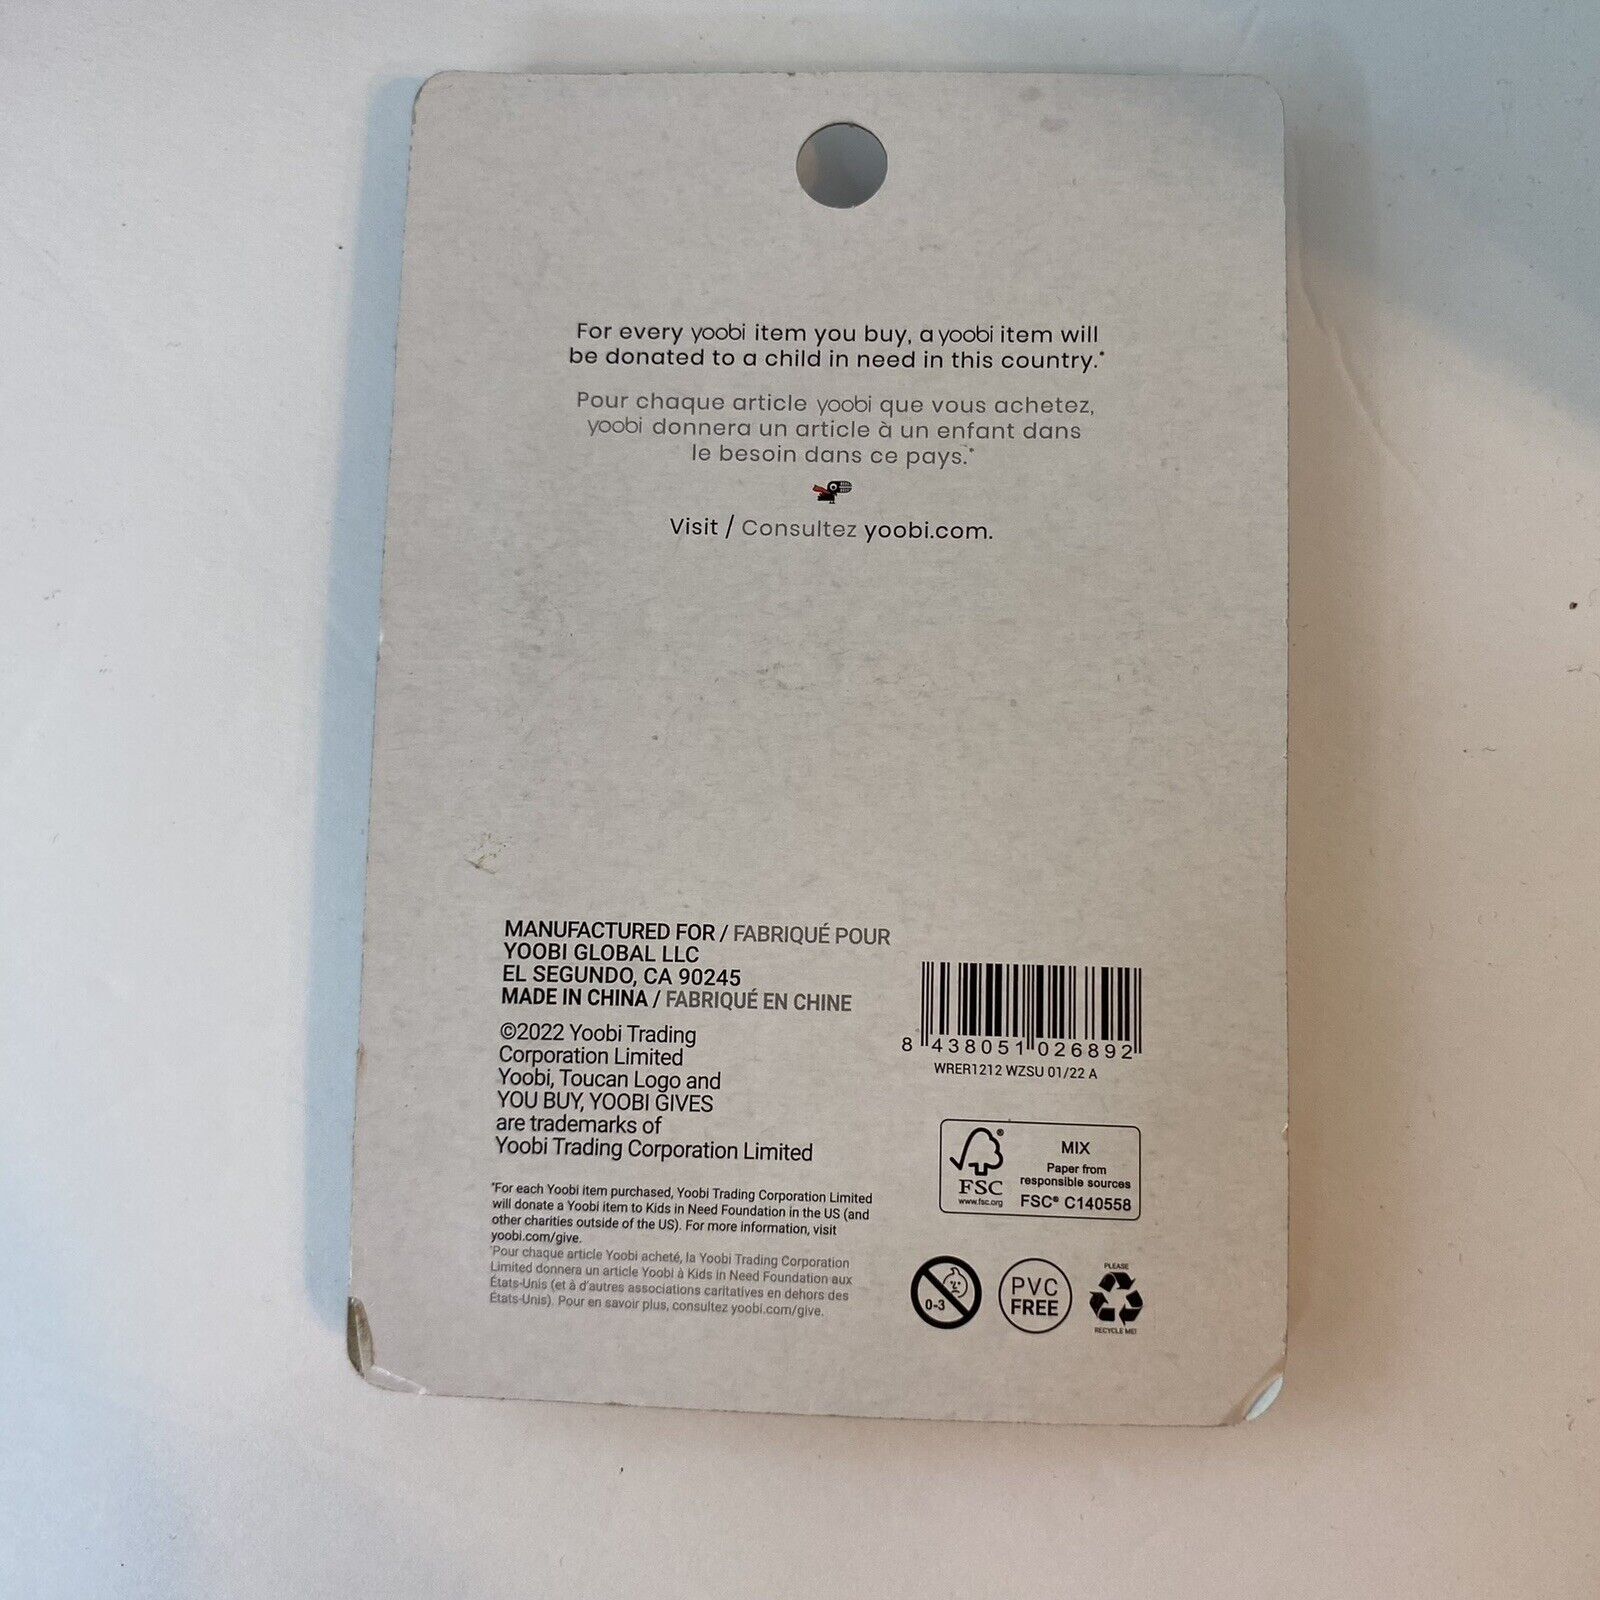 For every yoobi item you buy, a yoobi item will
be donated to a child in need in this country.*
Pour chaque article yoobi que vous achetez,
yoobi donnera un article à un enfant dans
le besoin dans ce pays.*
Visit / Consultez yoobi.com.
MANUFACTURED FOR / FABRIQUÉ POUR
YOOBI GLOBAL LLC
EL SEGUNDO, CA 90245
MADE IN CHINA / FABRIQUÉ EN CHINE
©2022 Yoobi Trading
Corporation Limited
Yoobi, Toucan Logo and
YOU BUY, YOOBI GIVES
are trademarks of
Yoobi Trading Corporation Limited
*For each Yoobi item purchased, Yoobi Trading Corporation Limited
will donate a Yoobi item to Kids in Need Foundation in the US (and
other charities outside of the US). For more information, visit
yoobi.com/give.
*Pour chaque article Yoobi acheté, la Yoobi Trading Corporation
Limited donnera un article Yoobi à Kids in Need Foundation aux
États-Unis (et à d'autres associations caritatives en dehors des
États-Unis). Pour en savoir plus, consultez yoobi.com/give.
8 438051 026892
WRER1212 WZSU 01/22 A
®
FSC
www.fsc.org
MIX
Paper from
responsible sources
FSC® C140558
0-3
PVC
FREE
PLEASE
RECYCLE ME!